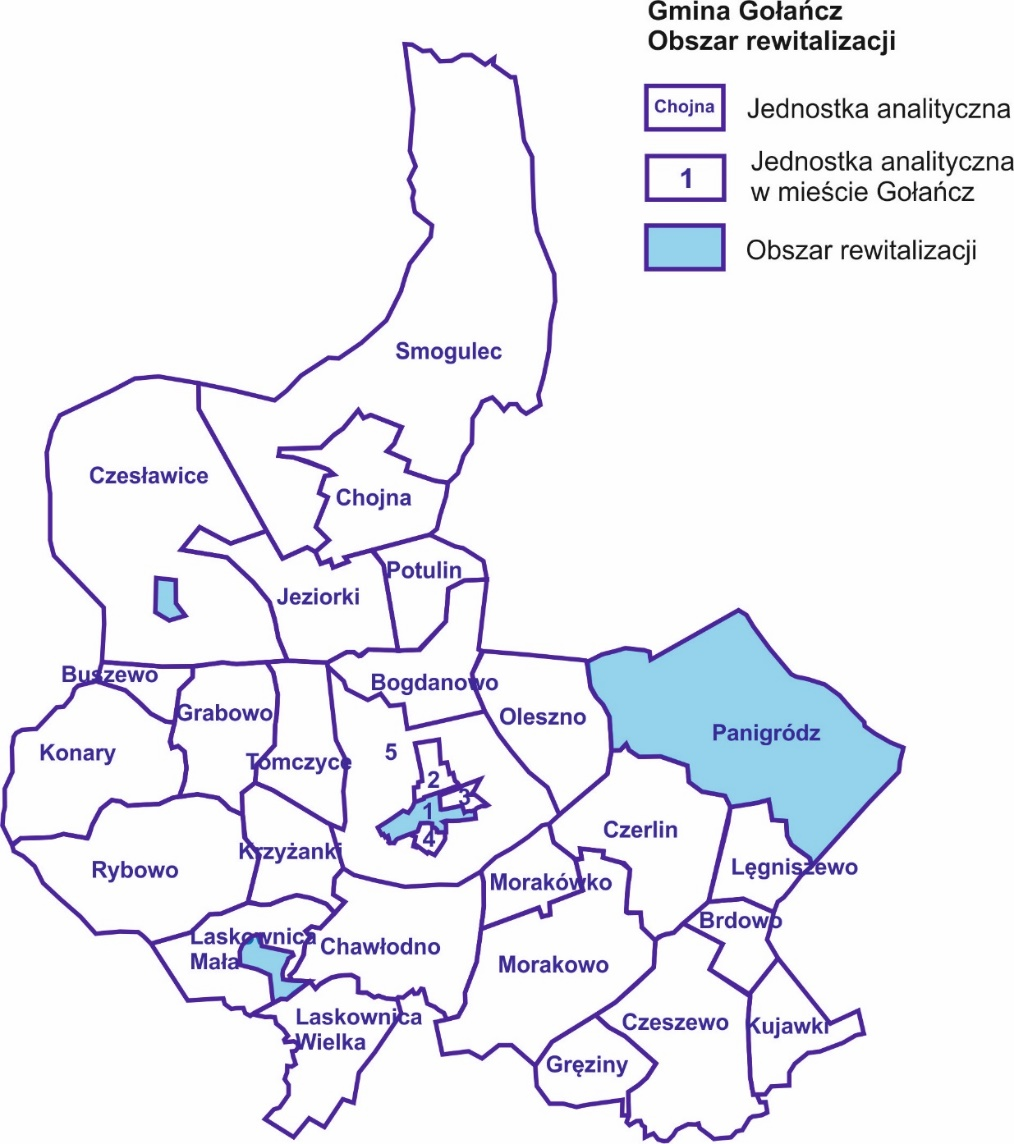 Gmina Gołańcz
Obszar rewitalizacji
Chojna
Jednostka analityczna
1
Jednostka analityczna
w mieście Gołańcz
Obszar rewitalizacji
Smogulec
Czesławice
Chojna
Potulin
Jeziorki
Buszewo
Bogdanowo
Grabowo
Oleszno
Panigródz
Konary
5
Tomczyce
2
3
1
4
Czerlin
Krzyżanki
Rybowo
Lęgniszewo
Morakówko
Brdowo
Laskownica
Mała
Chawłodno
Morakowo
Laskownica
Wielka
Czeszewo
Kujawki
Gręziny